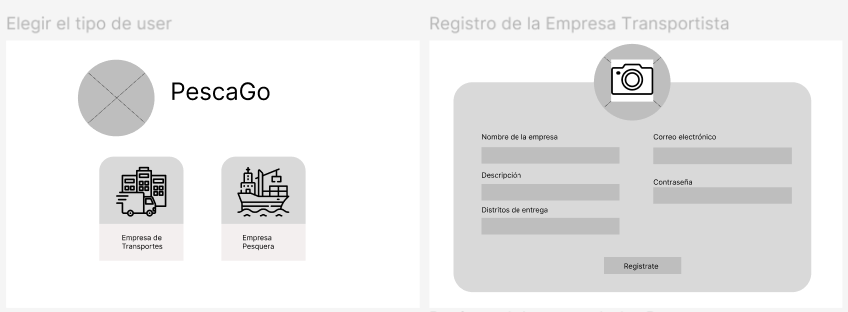 Elegir el tipo de user
PescaGo
Empresa de
Transportes
Empresa
Pesquera
Registro de la Empresa Transportista
Nombre de la empresa
Correo electrónico
Descripción
Contraseña
Distritos de entrega
Registrate